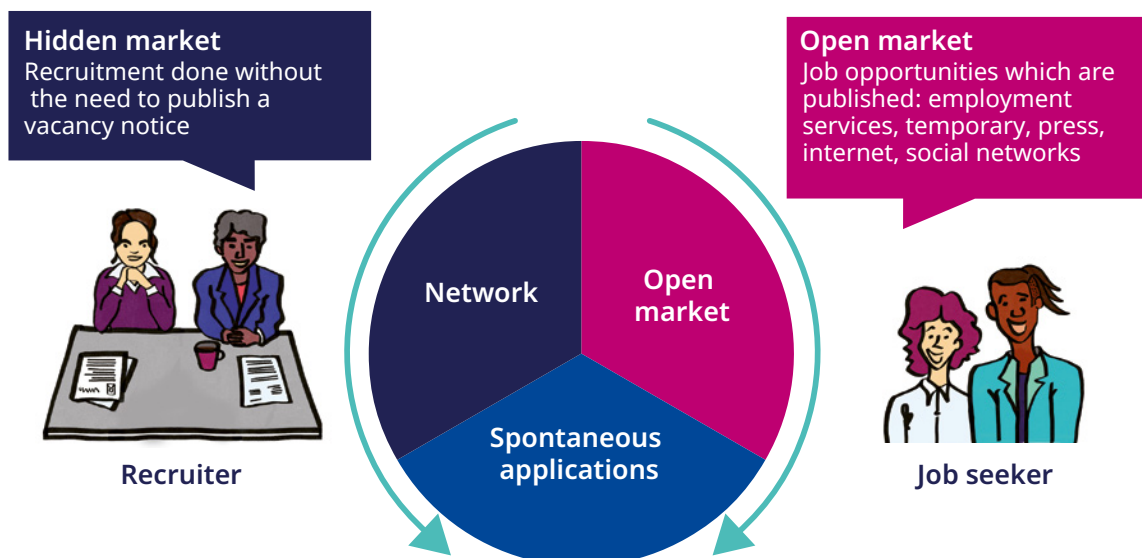 Hidden market
Recruitment done without
the need to publish a
vacancy notice
Open market
Job opportunities which are
published: employment
services, temporary, press,
internet, social networks
Network
Open
market
Spontaneous
applications
Recruiter
Job seeker